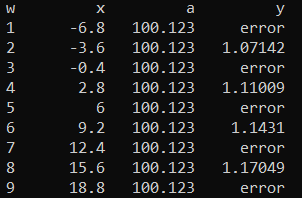 w x a y
1 -6.8 100.123 error
2 -3.6 100.123 1.07142
3 -0.4 100.123 error
4 2.8 100.123 1.11009
5 6 100.123 error
6 9.2 100.123 1.1431
7 12.4 100.123 error
8 15.6 100.123 1.17049
9 18.8 100.123 error